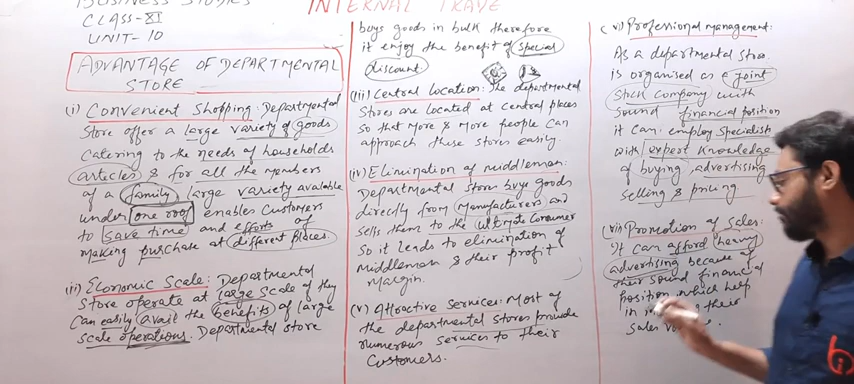 BUSINESS STUDIES
CLASS-XI
UNIT-10
INTERNAL TRADE
ADVANTAGE OF DEPARTMENTAL
STORE
(i) Convenient Shopping: Departmental
Store offer a large variety of goods
Catering to the needs of households
articles & for all the members
of a family large variety available
under one roof enables customers
to save time and efforts of
making purchase at different places.
(ii) Economic Scale: Departmental
Store operate at large scale of they
Can easily avail the benefits of large
scale operations. Departmental store
buys goods in bulk therefore
it enjoy the benefit of special
discount
(iii) Central Location: The departmental
Stores are located at central places
so that more & more people can
approach these stores easily.
(iv) Elimination of middleman:
Departmental Store buys goods
directly from manufacturers and
sells them to the ultimate Consumer
So it leads to elimination of
Middleman & their profit
Margin.
(v) Attractive services: Most of
the departmental stores provide
numerous services to their
Customers.
(vi) Professional management:
As a departmental Store
is organised as a joint
stock company with
sound financial position
it can employ specialists
with expert knowledge
of buying, advertising
selling & pricing
(vii) Promotion of Sales:
It can afford heavy
advertising because of
their sound financial
position which help
in their
sales